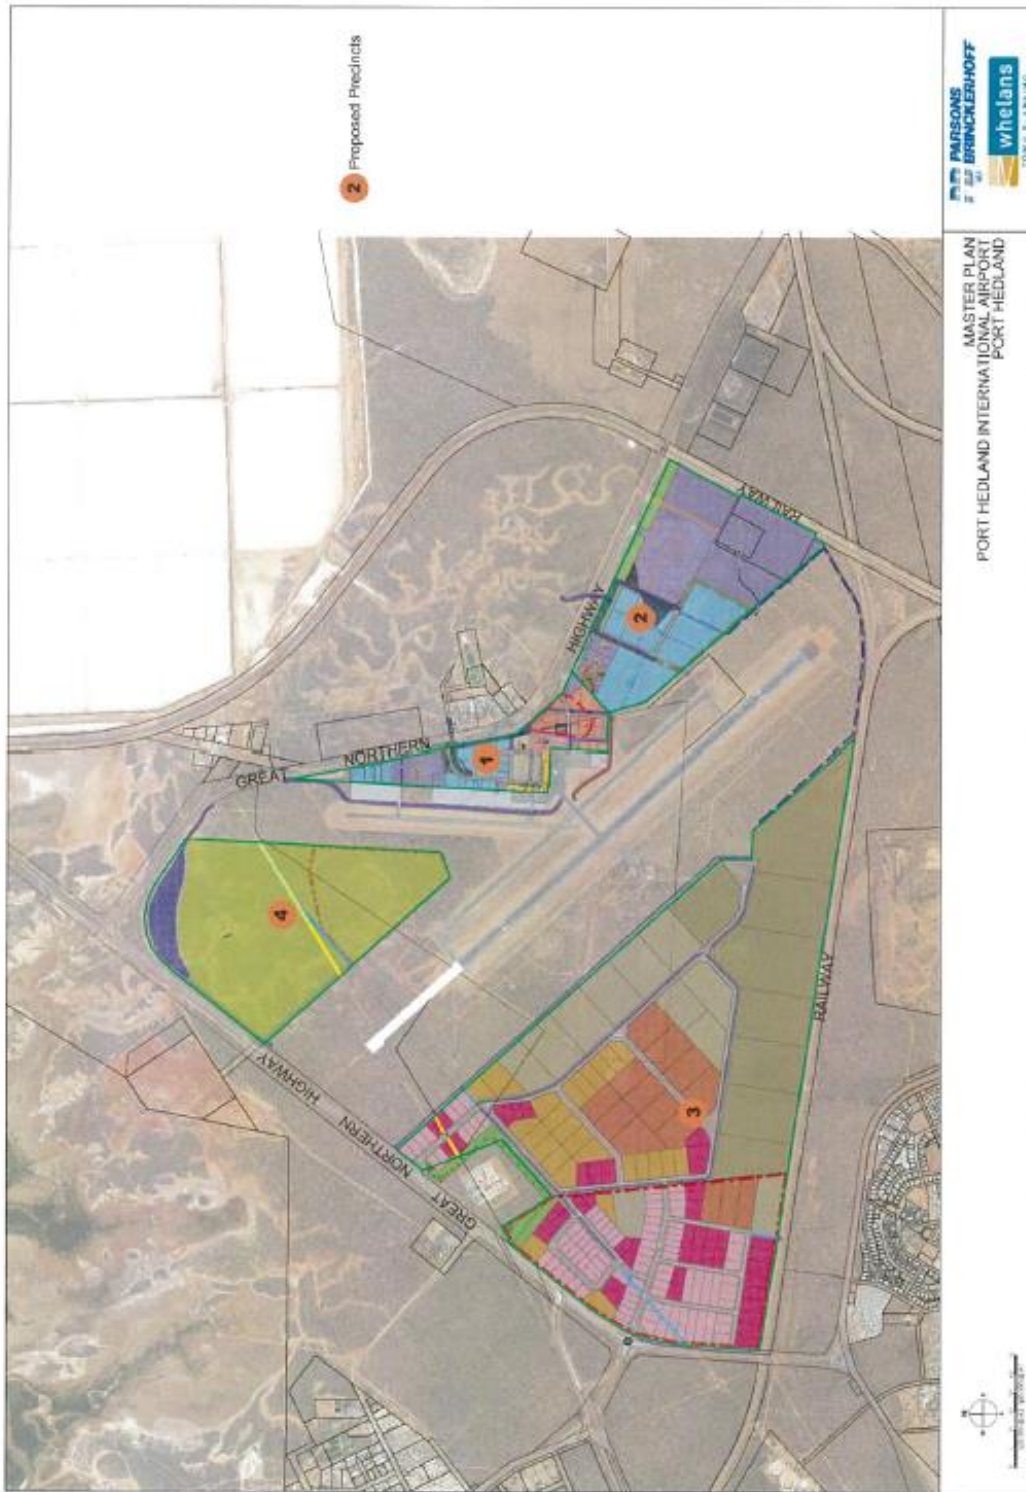 2 Proposed Precincts
GREAT
NORTHERN
HIGHWAY
RAILWAY
1
2
4
HIGHWAY
NORTHERN
GREAT
3
RAILWAY
MASTER PLAN
PORT HEDLAND INTERNATIONAL AIRPORT
PORT HEDLAND
PARSONS
BRINCKERHOFF
whelans